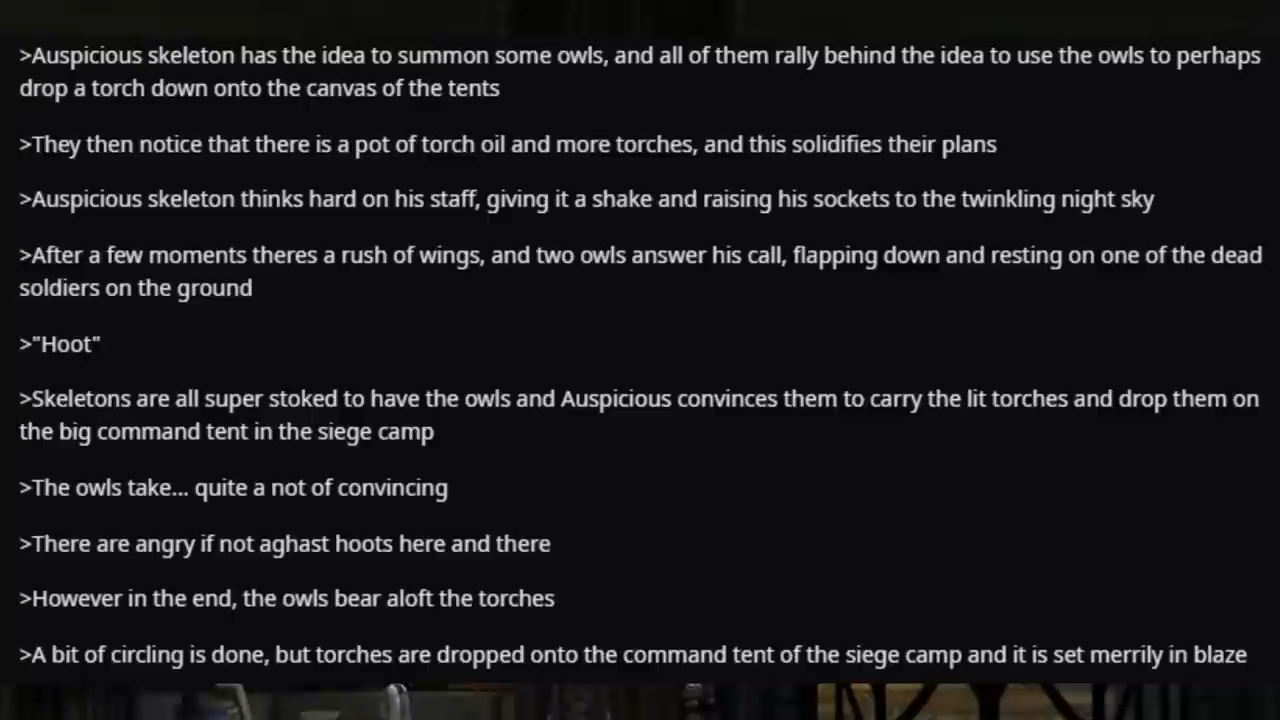 >Auspicious skeleton has the idea to summon some owls, and all of them rally behind the idea to use the owls to perhaps
drop a torch down onto the canvas of the tents
>They then notice that there is a pot of torch oil and more torches, and this solidifies their plans
>Auspicious skeleton thinks hard on his staff, giving it a shake and raising his sockets to the twinkling night sky
>After a few moments theres a rush of wings, and two owls answer his call, flapping down and resting on one of the dead
soldiers on the ground
>"Hoot"
>Skeletons are all super stoked to have the owls and Auspicious convinces them to carry the lit torches and drop them on
the big command tent in the siege camp
>The owls take... quite a not of convincing
>There are angry if not aghast hoots here and there
>However in the end, the owls bear aloft the torches
>A bit of circling is done, but torches are dropped onto the command tent of the siege camp and it is set merrily in blaze